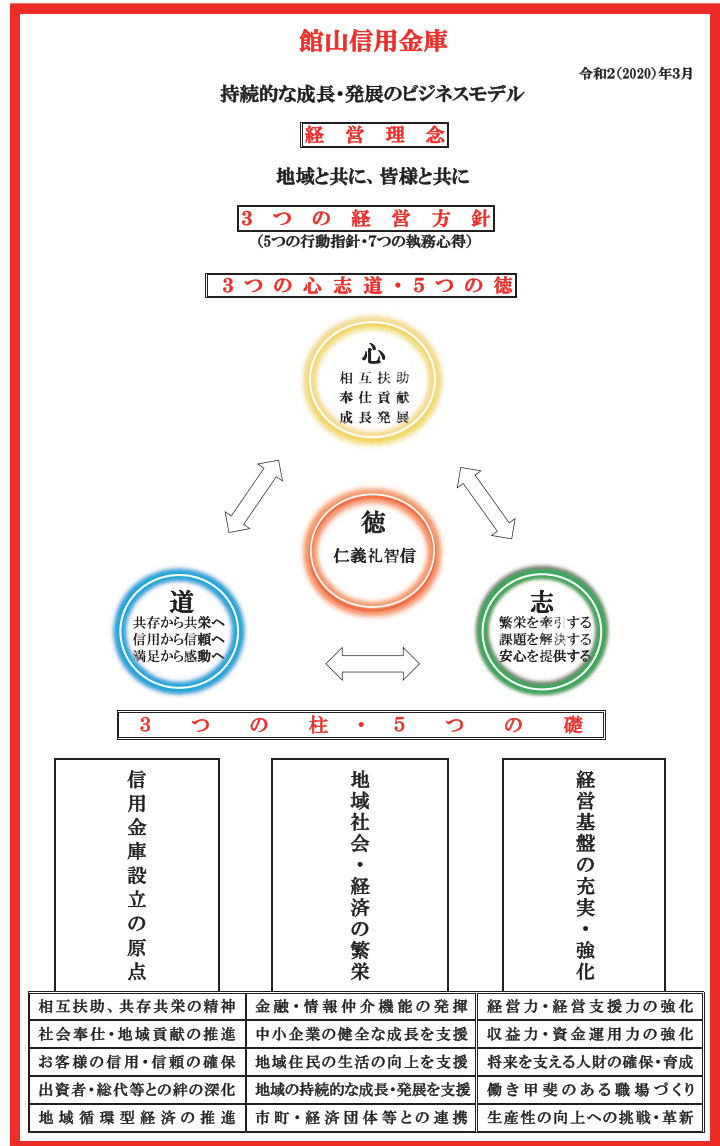 館山信用金庫
令和2(2020)年3月
持続的な成長・発展のビジネスモデル
経営理念
地域と共に、皆様と共に
3つの経営方針
(5つの行動指針・7つの執務心得)
3つの心志道・5つの徳
心
相互扶助
奉仕貢献
成長発展
徳
仁義礼智信
道
共存から共栄へ
信用から信頼へ
満足から感動へ
志
繁栄を牽引する
課題を解決する
安心を提供する
3つの柱・5つの礎
信用金庫設立の原点
地域社会・経済の繁栄
経営基盤の充実・強化
相互扶助、共存共栄の精神
金融・情報仲介機能の発揮
経営力・経営支援力の強化
社会奉仕・地域貢献の推進
中小企業の健全な成長を支援
収益力・資金運用力の強化
お客様の信用・信頼の確保
地域住民の生活の向上を支援
将来を支える人財の確保・育成
出資者・総代等との絆の深化
地域の持続的な成長・発展を支援
働き甲斐のある職場づくり
地域循環型経済の推進
市町・経済団体等との連携
生産性の向上への挑戦・革新